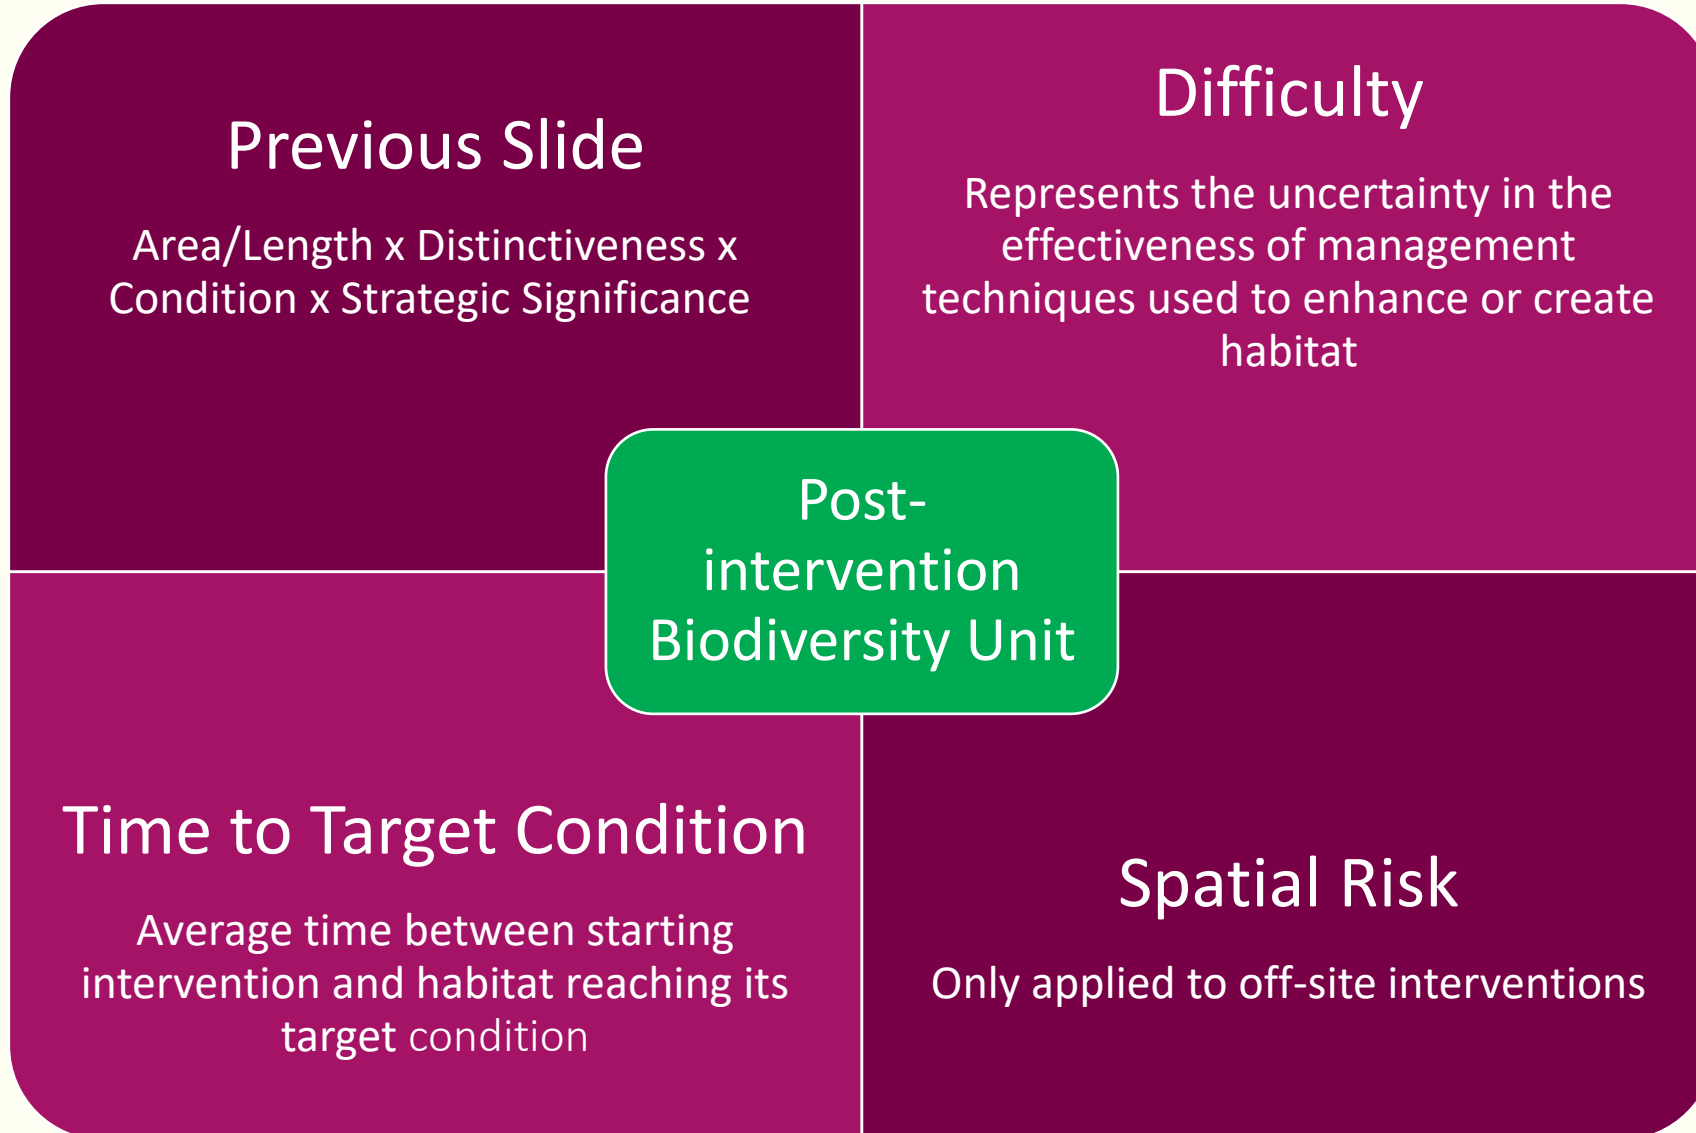 Previous Slide
Area/Length x Distinctiveness x
Condition x Strategic Significance
Difficulty
Represents the uncertainty in the
effectiveness of management
techniques used to enhance or create
habitat
Post-
intervention
Biodiversity Unit
Time to Target Condition
Average time between starting
intervention and habitat reaching its
target condition
Spatial Risk
Only applied to off-site interventions